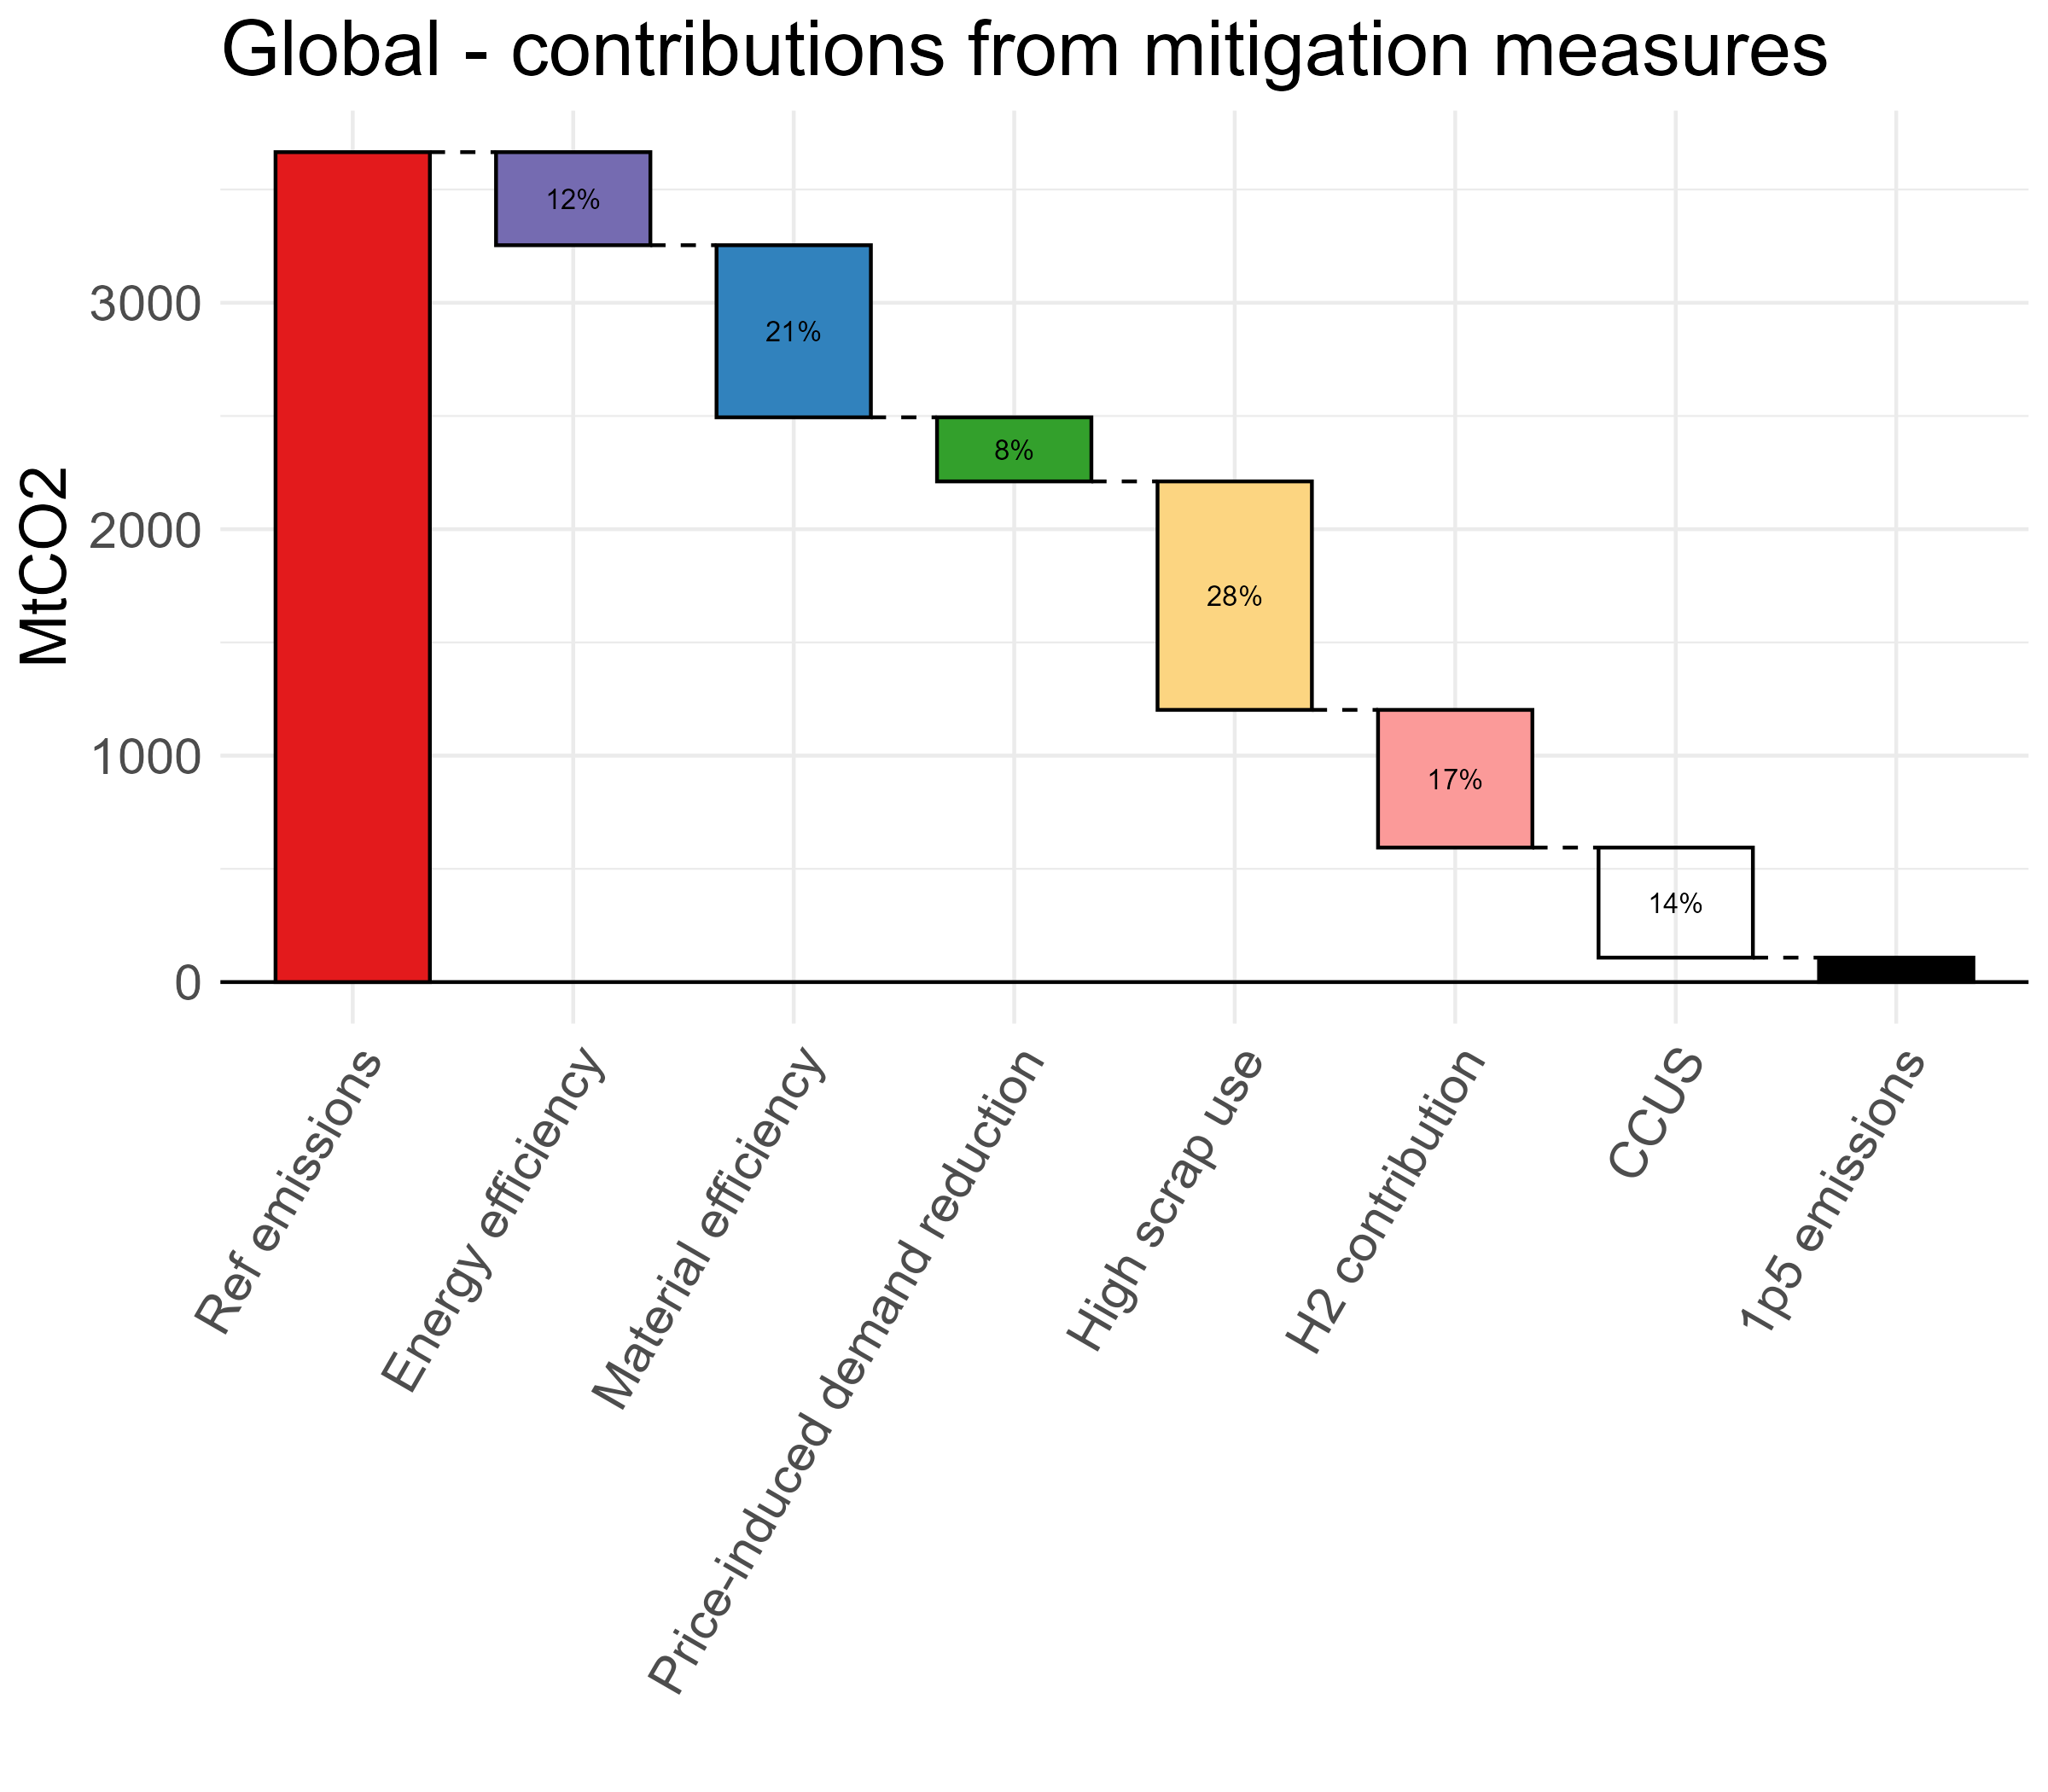 Global - contributions from mitigation measures
MtCO2
3000
2000
1000
0
12%
21%
8%
28%
17%
14%
Ref emissions
Energy efficiency
Material efficiency
Price-induced demand reduction
High scrap use
H2 contribution
CCUS
1p5 emissions